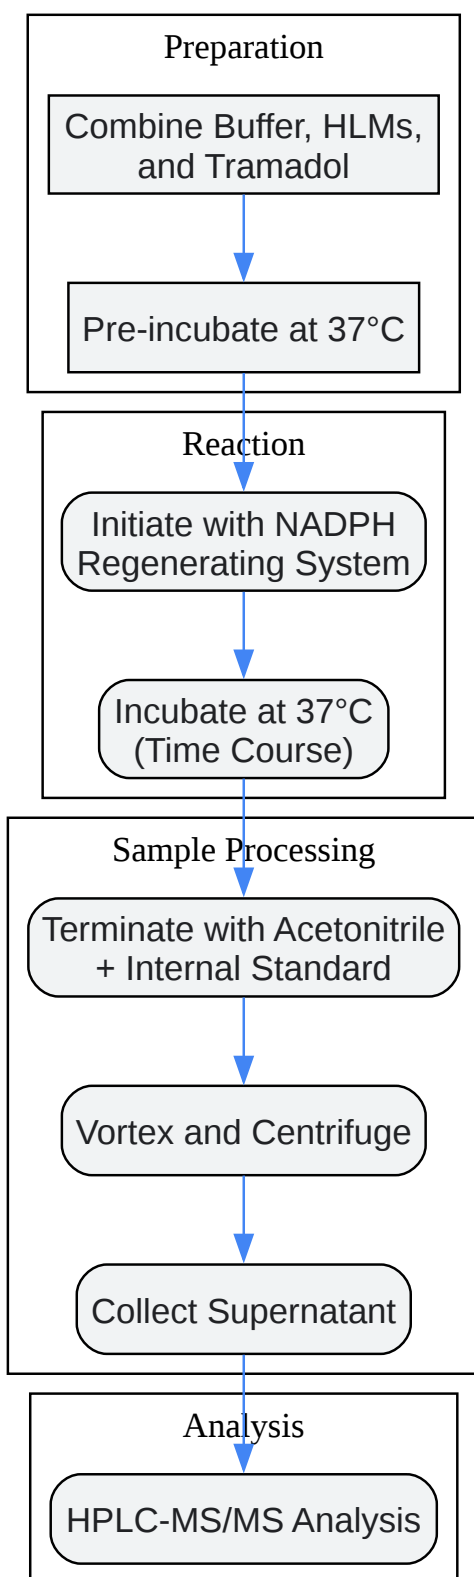 Preparation
Combine Buffer, HLMs,
and Tramadol
Pre-incubate at 37°C
Reaction
Initiate with NADPH
Regenerating System
Incubate at 37°C
(Time Course)
Sample Processing
Terminate with Acetonitrile
+ Internal Standard
Vortex and Centrifuge
Collect Supernatant
Analysis
HPLC-MS/MS Analysis